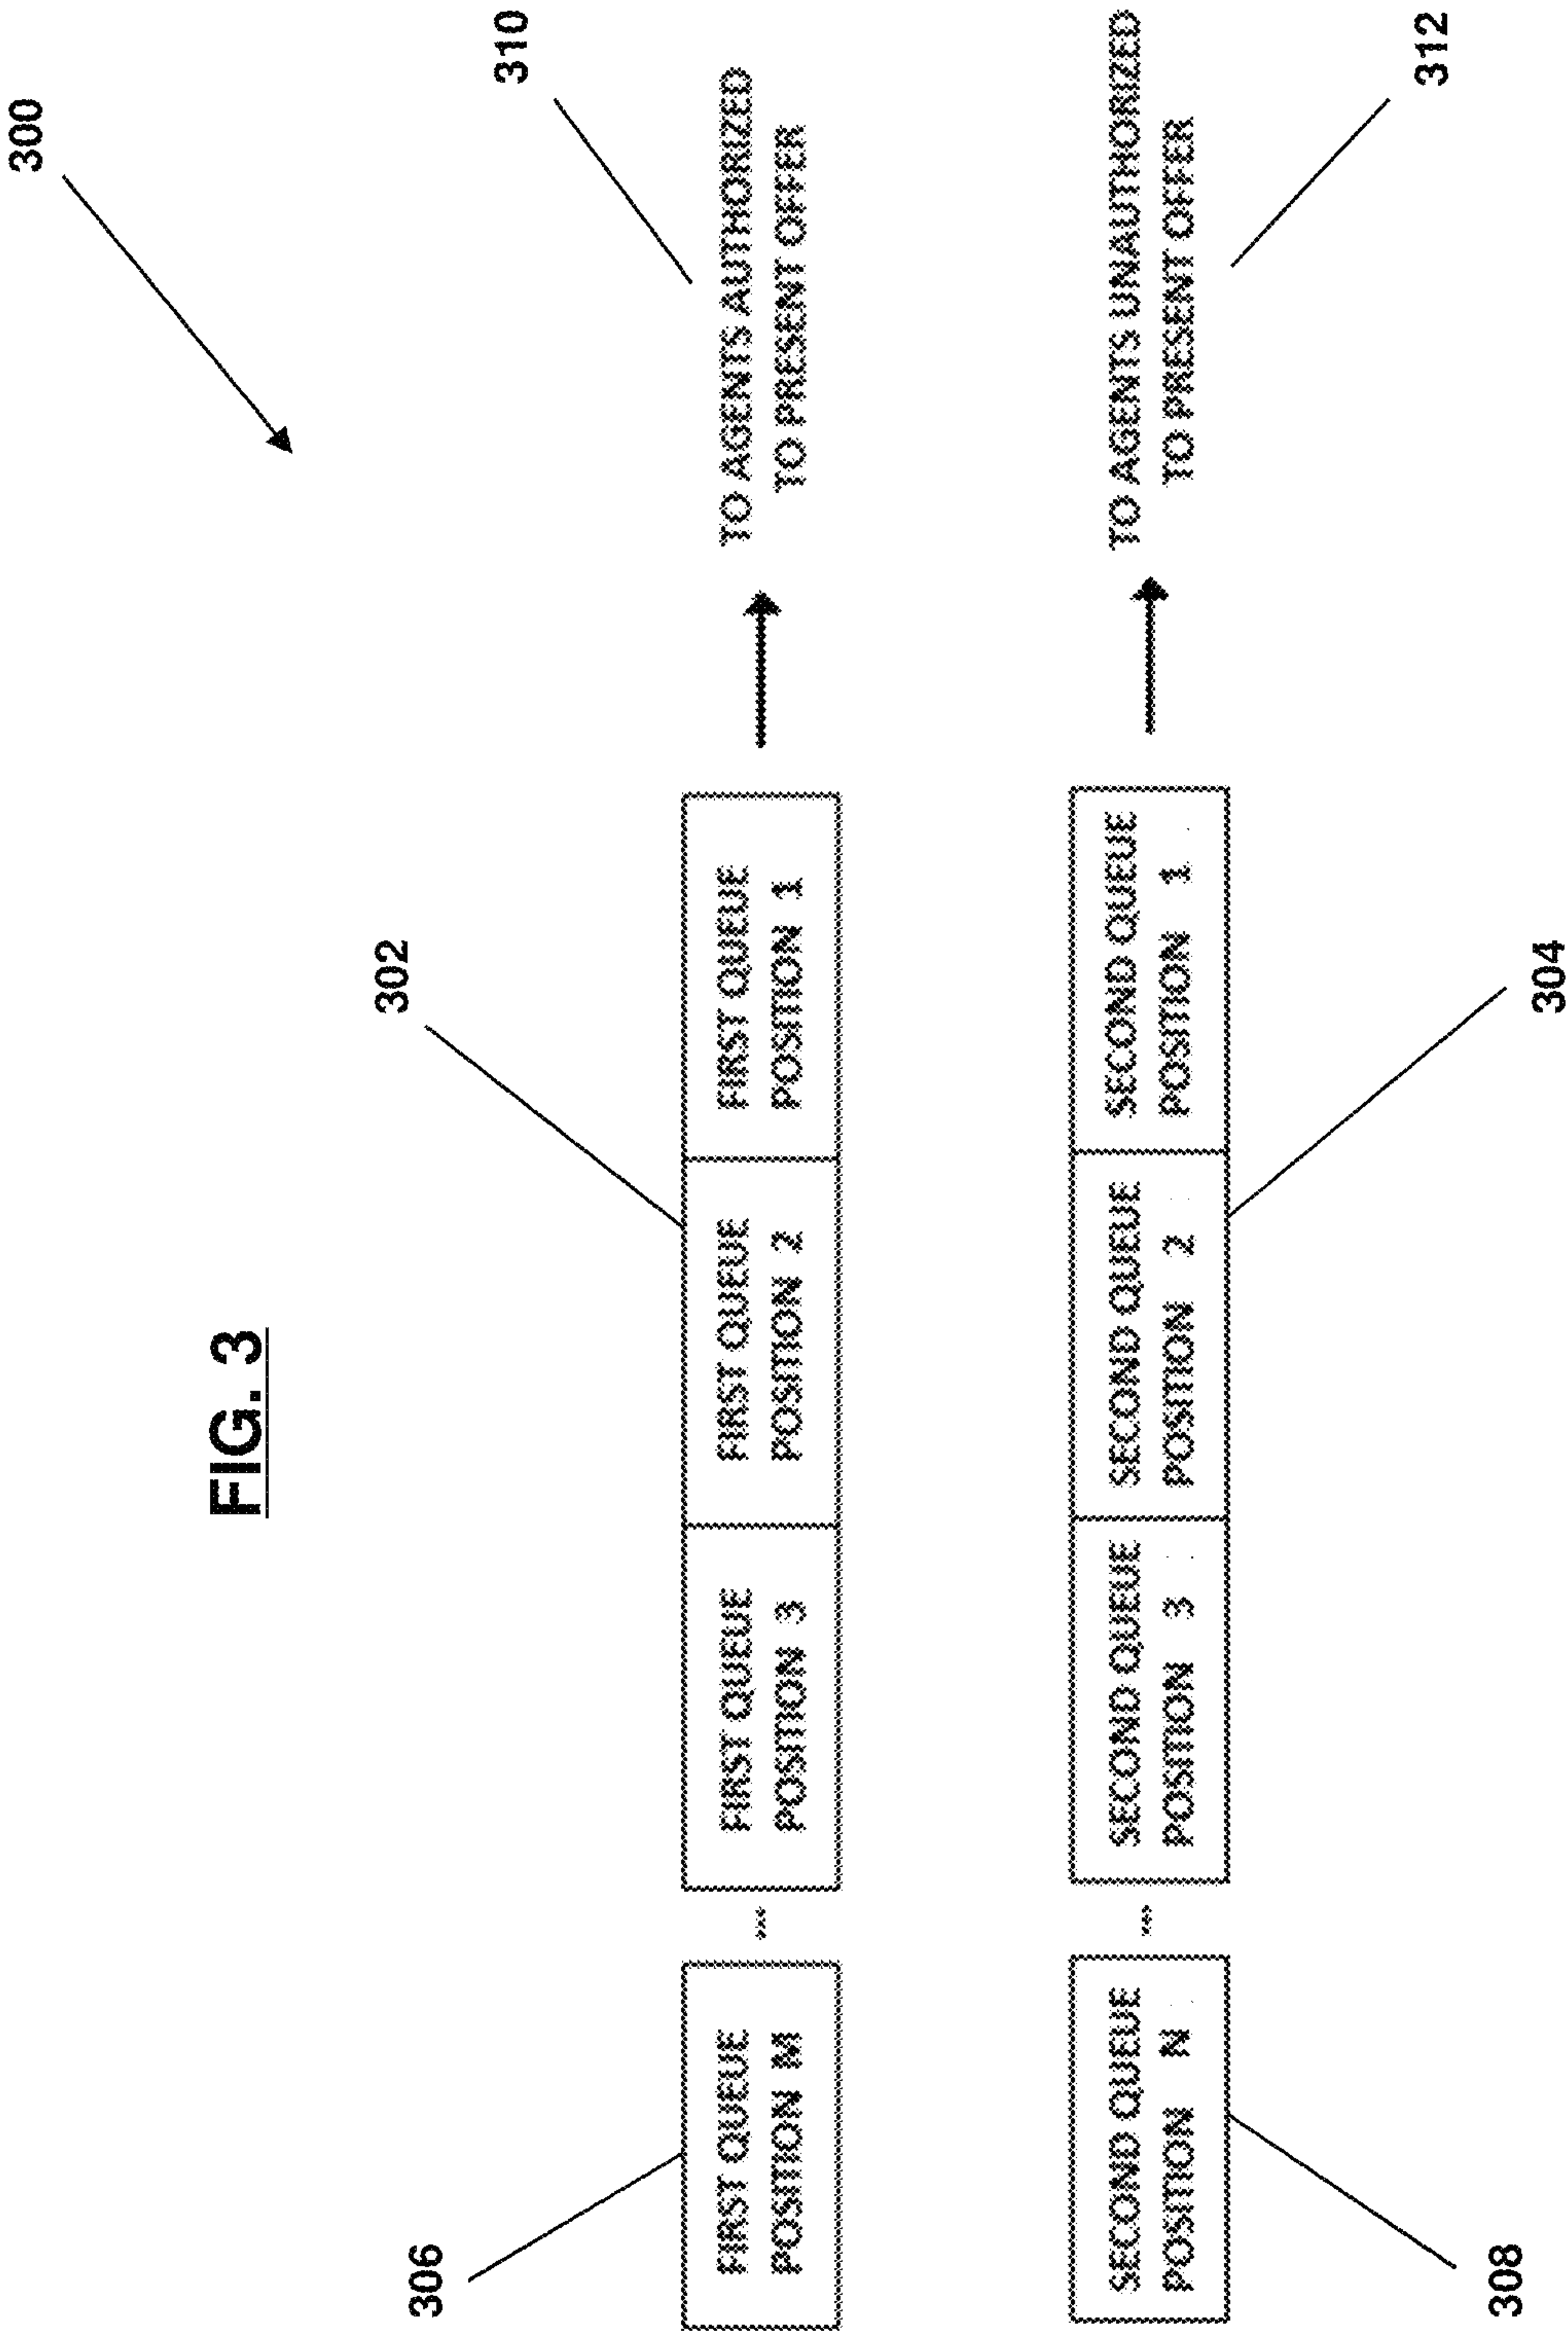 FIG. 3
300
302
310
306
FIRST QUEUE
POSITION M
...
FIRST QUEUE
POSITION 3
FIRST QUEUE
POSITION 2
FIRST QUEUE
POSITION 1
TO AGENTS AUTHORIZED
TO PRESENT OFFER
SECOND QUEUE
POSITION N
...
SECOND QUEUE
POSITION 3
SECOND QUEUE
POSITION 2
SECOND QUEUE
POSITION 1
TO AGENTS UNAUTHORIZED
TO PRESENT OFFER
308
304
312